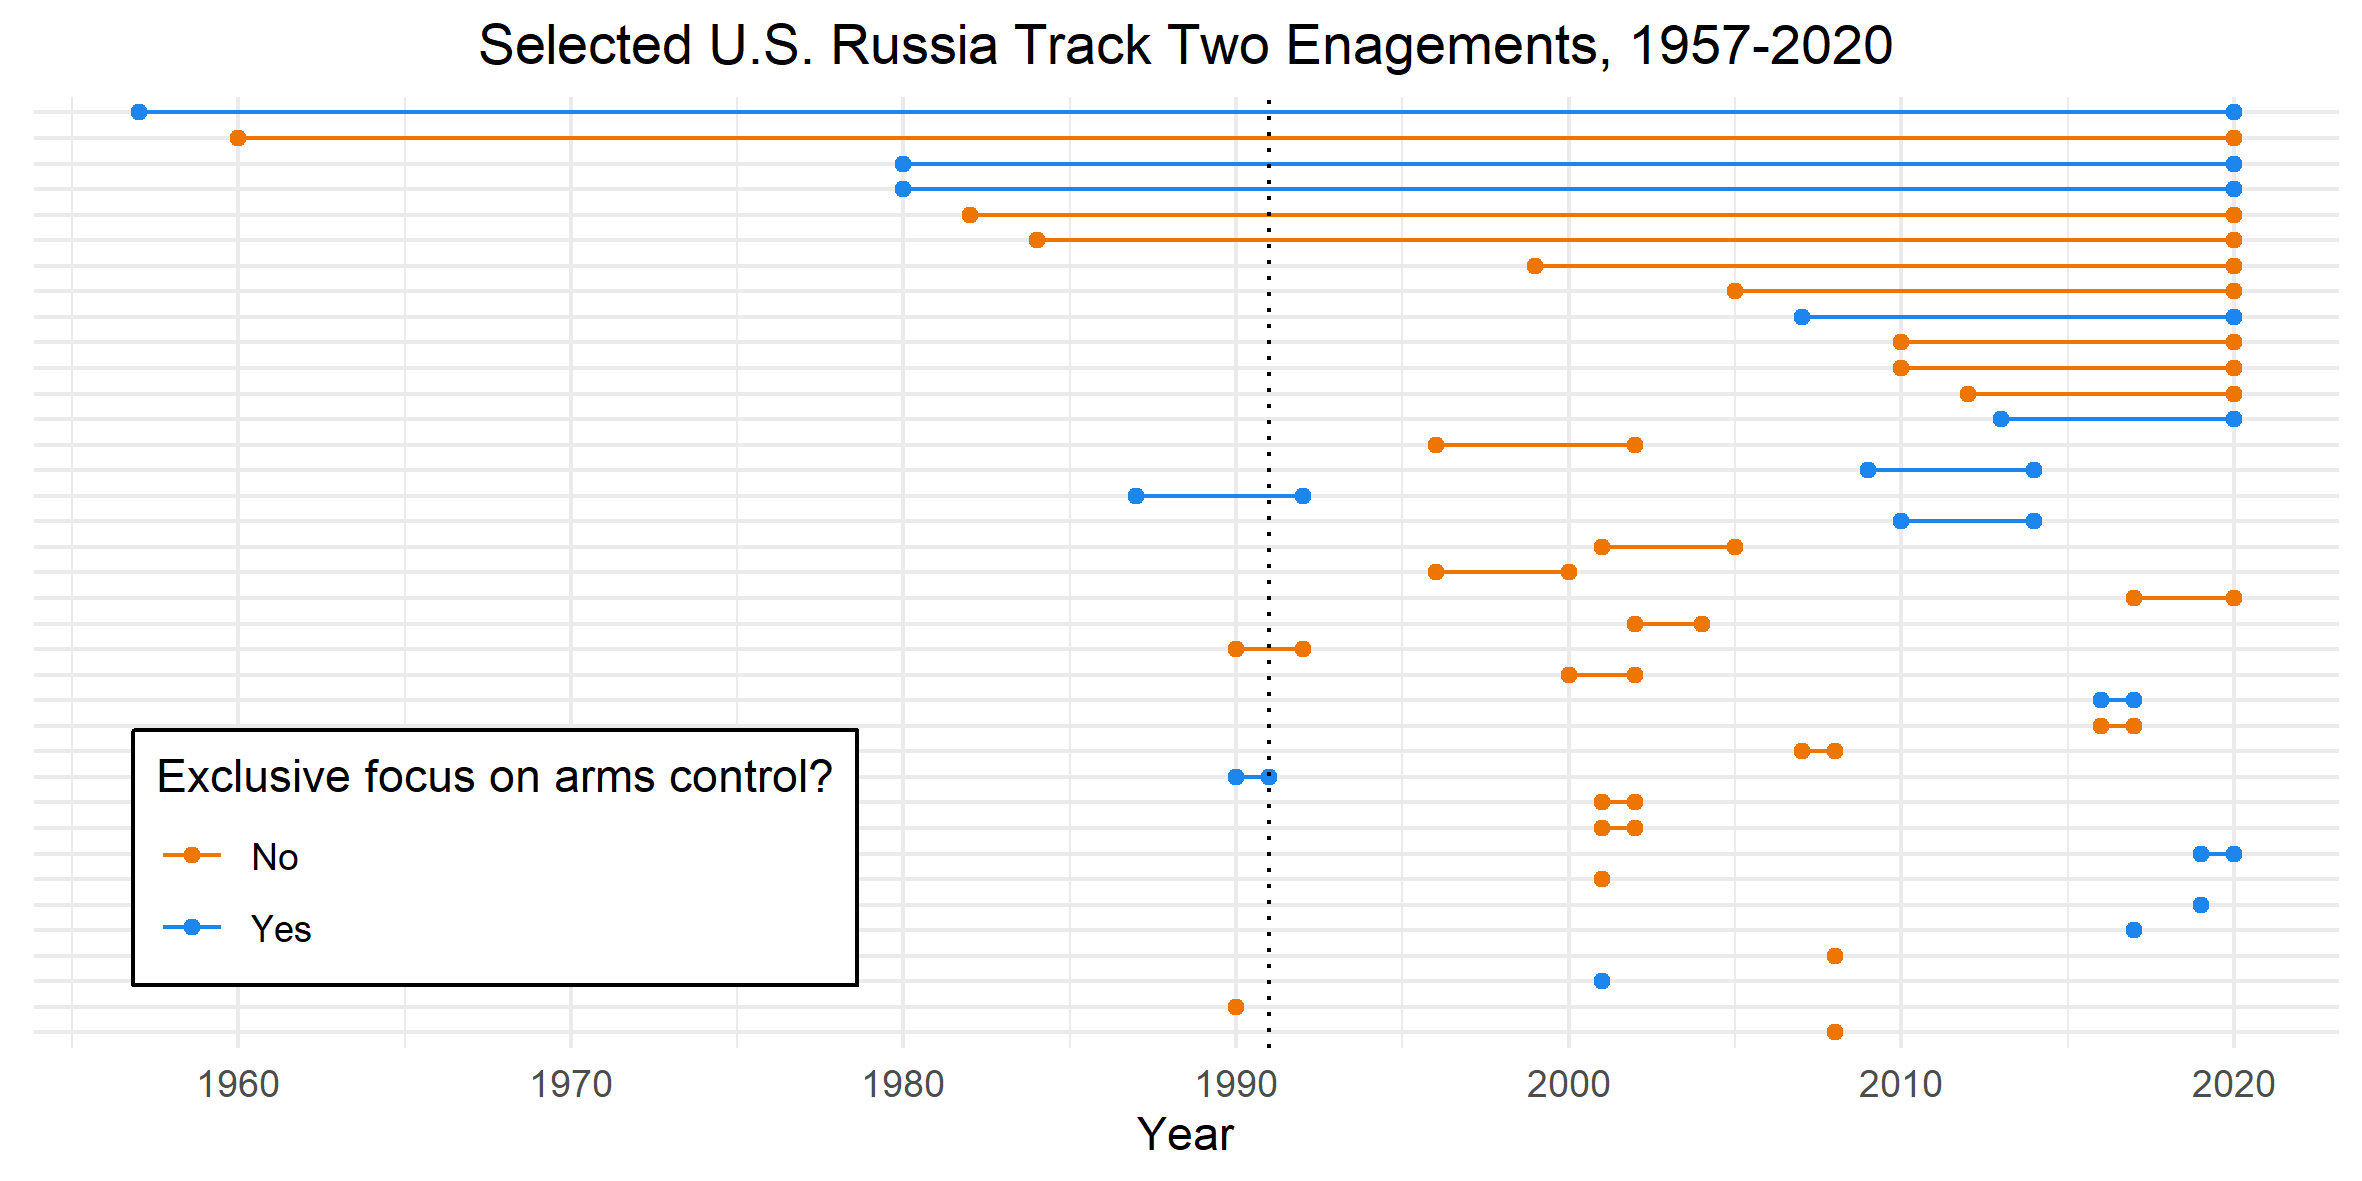 Selected U.S. Russia Track Two Enagements, 1957-2020
Exclusive focus on arms control?
No
Yes
1960 1970 1980 1990 2000 2010 2020
Year